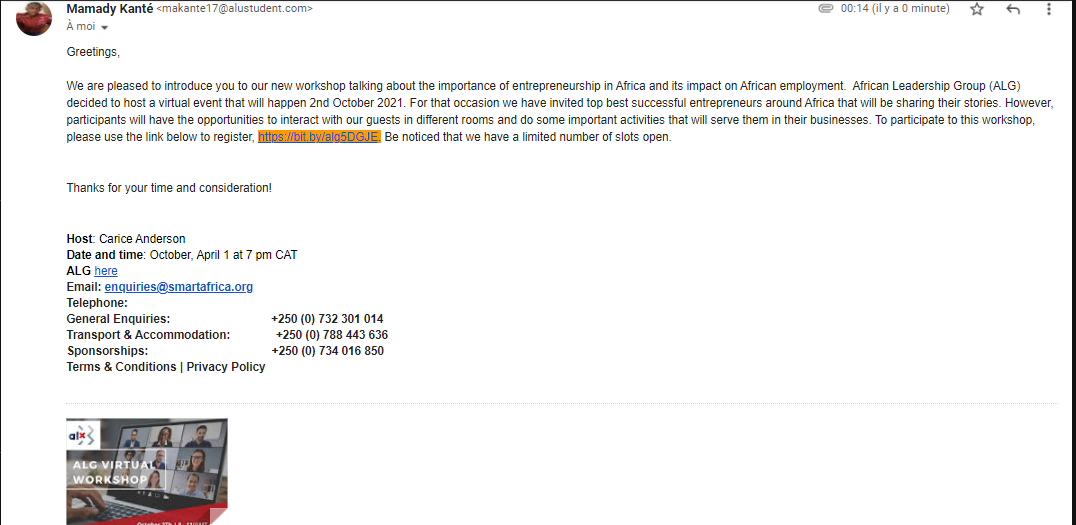 Mamady Kanté <makante17@alustudent.com>
00:14 (il y a 0 minute)
À moi
Greetings,
We are pleased to introduce you to our new workshop talking about the importance of entrepreneurship in Africa and its impact on African employment. African Leadership Group (ALG)
decided to host a virtual event that will happen 2nd October 2021. For that occasion we have invited top best successful entrepreneurs around Africa that will be sharing their stories. However,
participants will have the opportunities to interact with our guests in different rooms and do some important activities that will serve them in their businesses. To participate to this workshop,
please use the link below to register, https://bit.by/alg5DGJE. Be noticed that we have a limited number of slots open.
Thanks for your time and consideration!
Host: Carice Anderson
Date and time: October, April 1 at 7 pm CAT
ALG here
Email: enquiries@smartafrica.org
Telephone:
General Enquiries: +250 (0) 732 301 014
Transport & Accommodation: +250 (0) 788 443 636
Sponsorships: +250 (0) 734 016 850
Terms & Conditions | Privacy Policy
alx
ALG VIRTUAL
WORKSHOP